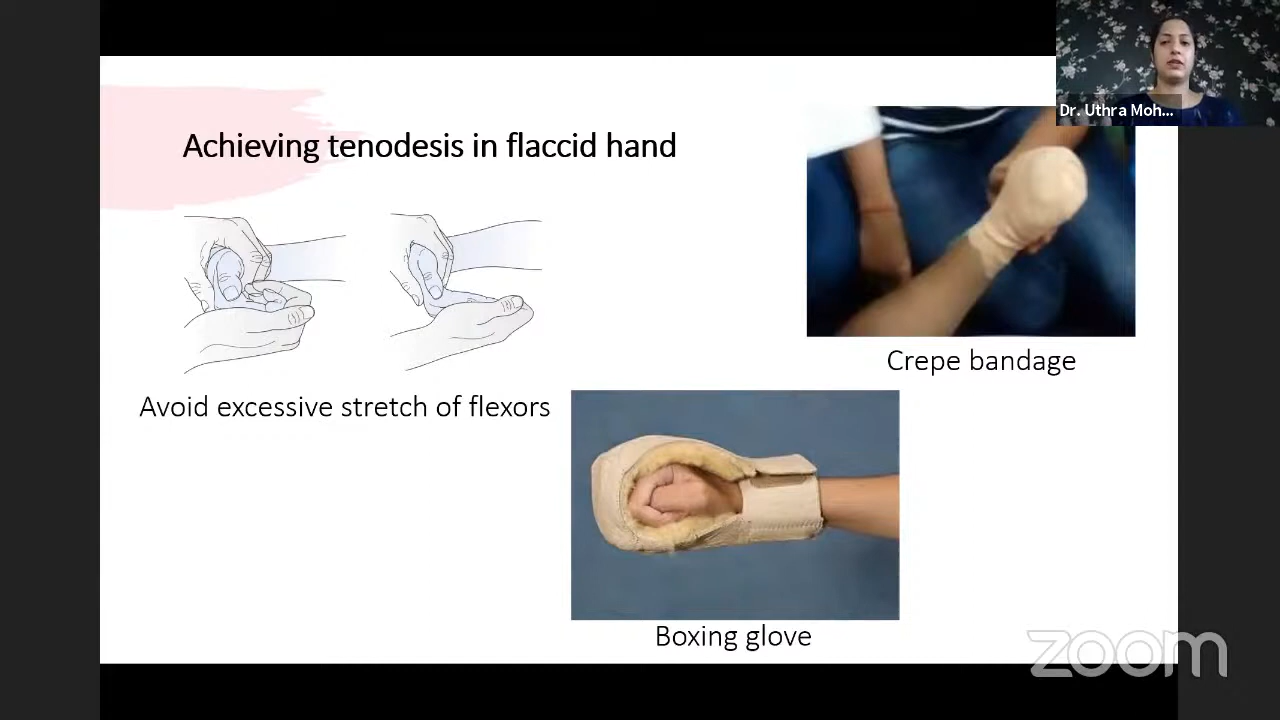 Dr. Uthra Moh...
Achieving tenodesis in flaccid hand
Crepe bandage
Avoid excessive stretch of flexors
Boxing glove
zoom